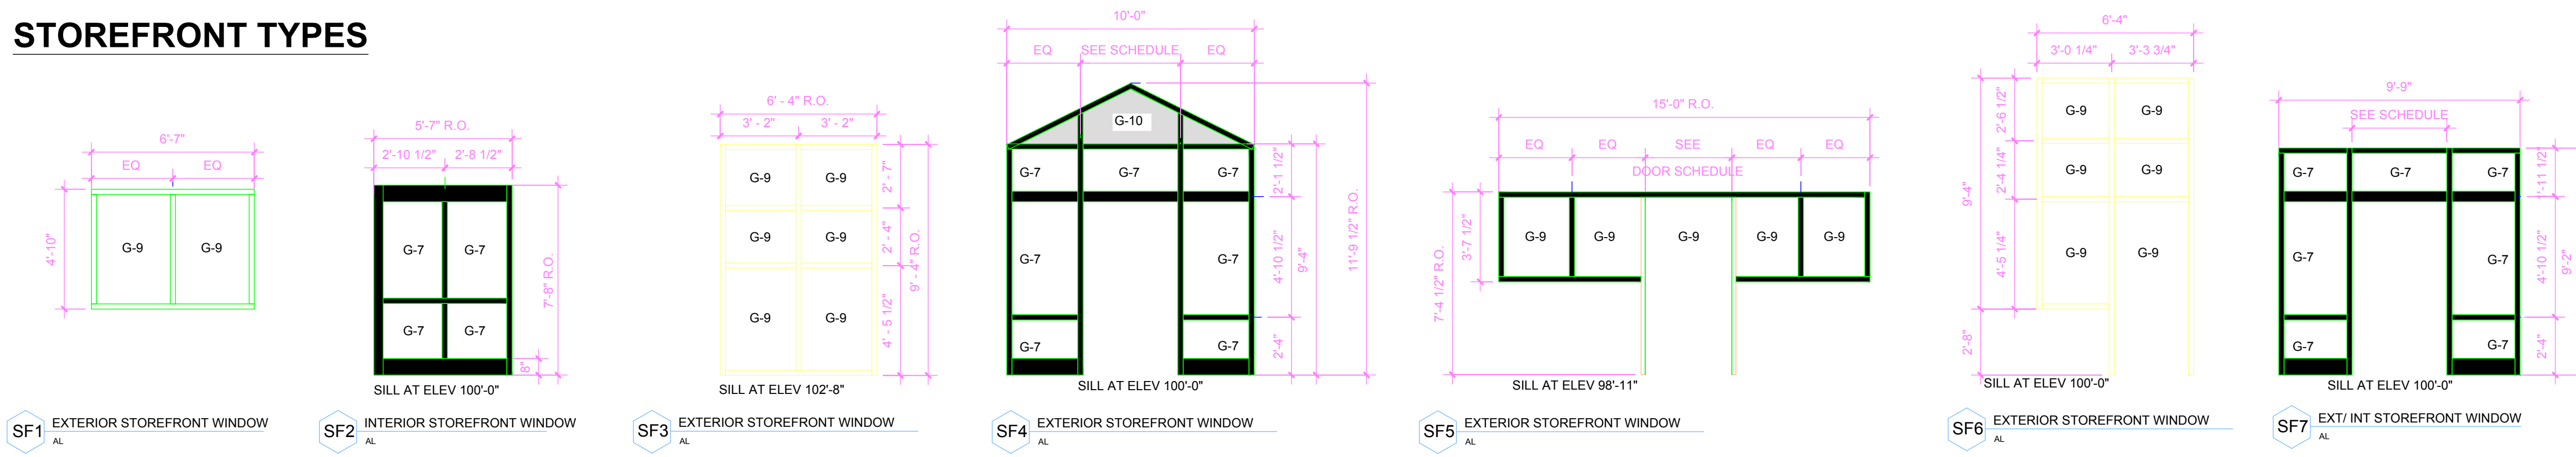 STOREFRONT TYPES
6'-7"
EQ
EQ
4'-10"
G-9
G-9
SF1
EXTERIOR STOREFRONT WINDOW
AL
5'-7" R.O.
2'-10 1/2"
2'-8 1/2"
G-7
G-7
G-7
G-7
7'-8" R.O.
8"
SILL AT ELEV 100'-0"
SF2
INTERIOR STOREFRONT WINDOW
AL
6' - 4" R.O.
3' - 2"
3' - 2"
G-9
G-9
G-9
G-9
G-9
G-9
2' - 7"
2' - 4"
4' - 5 1/2"
9' - 4" R.O.
SILL AT ELEV 102'-8"
SF3
EXTERIOR STOREFRONT WINDOW
AL
10'-0"
EQ
SEE SCHEDULE
EQ
G-10
G-7
G-7
G-7
G-7
G-7
G-7
G-7
2'-1 1/2"
4'-10 1/2"
2'-4"
9'-4"
11'-9 1/2" R.O.
SILL AT ELEV 100'-0"
SF4
EXTERIOR STOREFRONT WINDOW
AL
15'-0" R.O.
EQ
EQ
SEE
EQ
EQ
DOOR SCHEDULE
7'-4 1/2" R.O.
3'-7 1/2"
G-9
G-9
G-9
G-9
G-9
SILL AT ELEV 98'-11"
SF5
EXTERIOR STOREFRONT WINDOW
AL
6'-4"
3'-0 1/4"
3'-3 3/4"
9'-4"
2'-8"
2'-6 1/2"
2'-4 1/4"
4'-5 1/4"
G-9
G-9
G-9
G-9
G-9
G-9
SILL AT ELEV 100'-0"
SF6
EXTERIOR STOREFRONT WINDOW
AL
9'-9"
SEE SCHEDULE
G-7
G-7
G-7
G-7
G-7
G-7
G-7
'-11 1/2"
4'-10 1/2"
2'-4"
9'-2"
SILL AT ELEV 100'-0"
SF7
EXT/ INT STOREFRONT WINDOW
AL